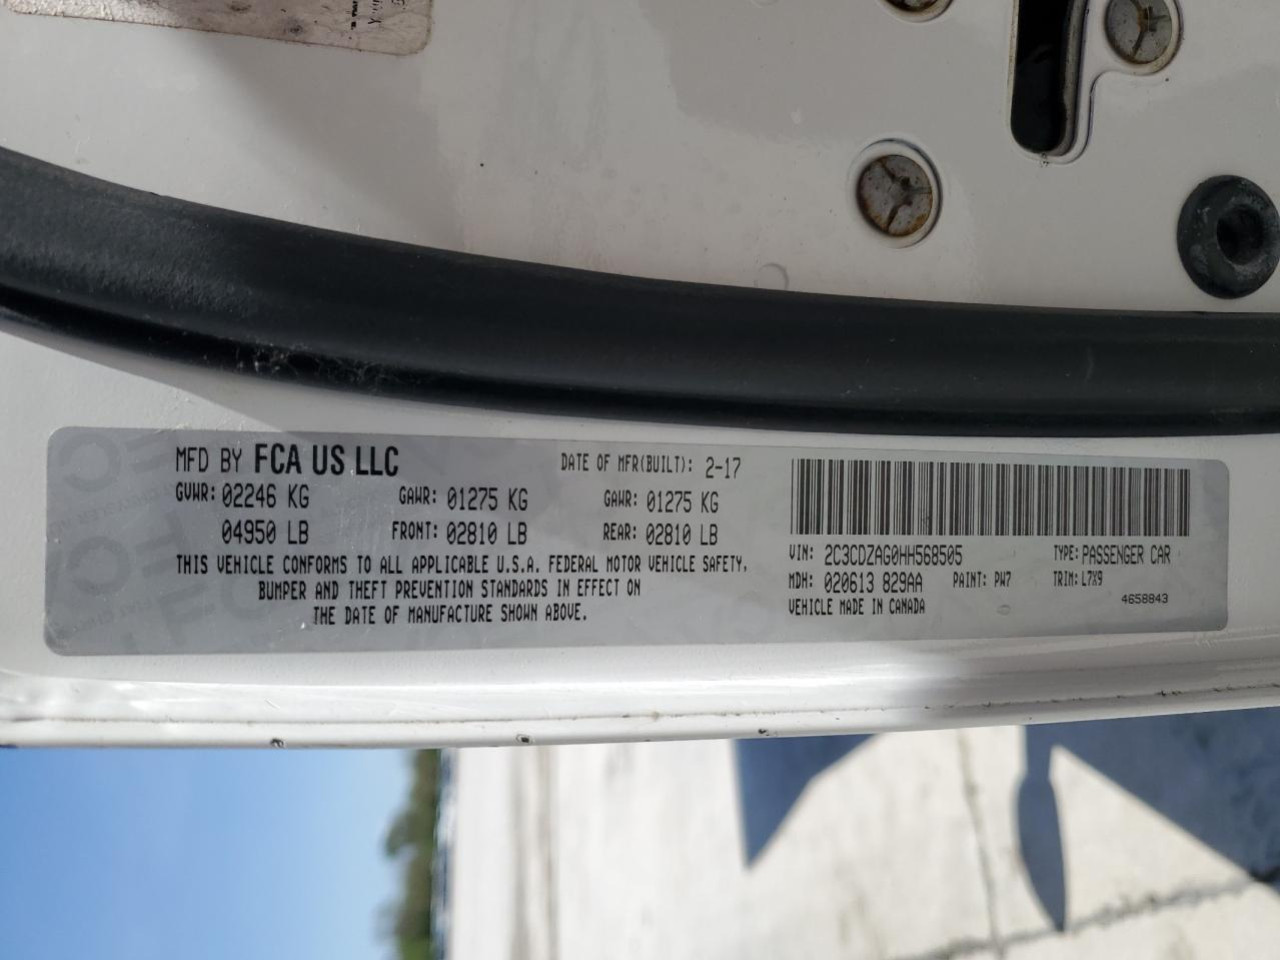 MFD BY FCA US LLC
DATE OF MFR(BUILT): 2-17
GVWR: 02246 KG GAWR: 01275 KG GAWR: 01275 KG
04950 LB FRONT: 02810 LB REAR: 02810 LB
THIS VEHICLE CONFORMS TO ALL APPLICABLE U.S.A. FEDERAL MOTOR VEHICLE SAFETY,
BUMPER AND THEFT PREVENTION STANDARDS IN EFFECT ON
THE DATE OF MANUFACTURE SHOWN ABOVE.
VIN: 2C3CDZAG0HH568505 TYPE: PASSENGER CAR
MDH: 020613 829AA PAINT: PW7 TRIM: L7X9
VEHICLE MADE IN CANADA 4658843